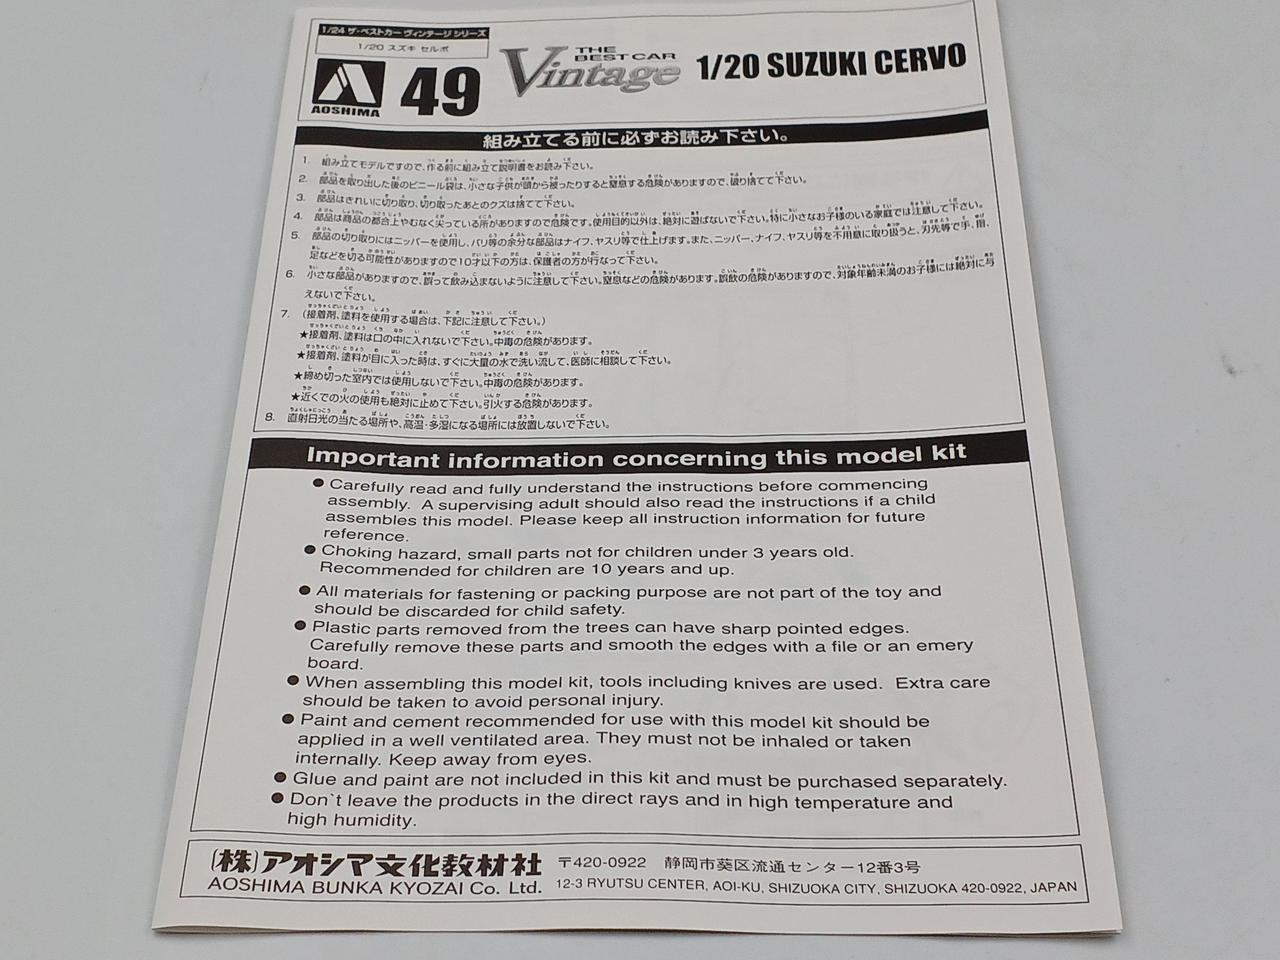 1/24 ザ・ベストカー ヴィンテージ シリーズ
1/20 スズキ セルボ
AOSHIMA
49
THE
BEST CAR
Vintage
1/20 SUZUKI CERVO
組み立てる前に必ずお読み下さい。
1. 組み立てモデルですので、作る前に組み立て説明書をお読み下さい。
2. 部品を取り出した後のビニール袋は、小さな子供が頭から被ったりすると窒息する危険がありますので、破り捨てて下さい。
3. 部品はきれいに切り取り、切り取ったあとのクズは捨てて下さい。
4. 部品は商品の都合上やむなく尖っている所がありますので危険です。使用目的以外は、絶対に遊ばないで下さい。特に小さなお子様のいる家庭では注意して下さい。
5. 部品の切り取りにはニッパーを使用し、バリ等の余分な部品はナイフ、ヤスリ等で仕上げます。また、ニッパー、ナイフ、ヤスリ等を不用意に取り扱うと、刃先等で手、指、
足などを切る可能性がありますので10才以下の方は、保護者の方が行なって下さい。
6. 小さな部品がありますので、誤って飲み込まないように注意して下さい。窒息などの危険があります。誤飲の危険がありますので、対象年齢未満のお子様には絶対に与
えないで下さい。
7. (接着剤、塗料を使用する場合は、下記に注意して下さい。)
★接着剤、塗料は口の中に入れないで下さい。中毒の危険があります。
★接着剤、塗料が目に入った時は、すぐに大量の水で洗い流して、医師に相談して下さい。
★締め切った室内では使用しないで下さい。中毒の危険があります。
★近くでの火の使用も絶対に止めて下さい。引火する危険があります。
8. 直射日光の当たる場所や、高温・多湿になる場所には放置しないで下さい。
Important information concerning this model kit
● Carefully read and fully understand the instructions before commencing
assembly. A supervising adult should also read the instructions if a child
assembles this model. Please keep all instruction information for future
reference.
● Choking hazard, small parts not for children under 3 years old.
Recommended for children are 10 years and up.
● All materials for fastening or packing purpose are not part of the toy and
should be discarded for child safety.
● Plastic parts removed from the trees can have sharp pointed edges.
Carefully remove these parts and smooth the edges with a file or an emery
board.
● When assembling this model kit, tools including knives are used. Extra care
should be taken to avoid personal injury.
● Paint and cement recommended for use with this model kit should be
applied in a well ventilated area. They must not be inhaled or taken
internally. Keep away from eyes.
● Glue and paint are not included in this kit and must be purchased separately.
● Don`t leave the products in the direct rays and in high temperature and
high humidity.
(株)アオシマ文化教材社 〒420-0922 静岡市葵区流通センター12番3号
AOSHIMA BUNKA KYOZAI Co. Ltd. 12-3 RYUTSU CENTER, AOI-KU, SHIZUOKA CITY, SHIZUOKA 420-0922, JAPAN